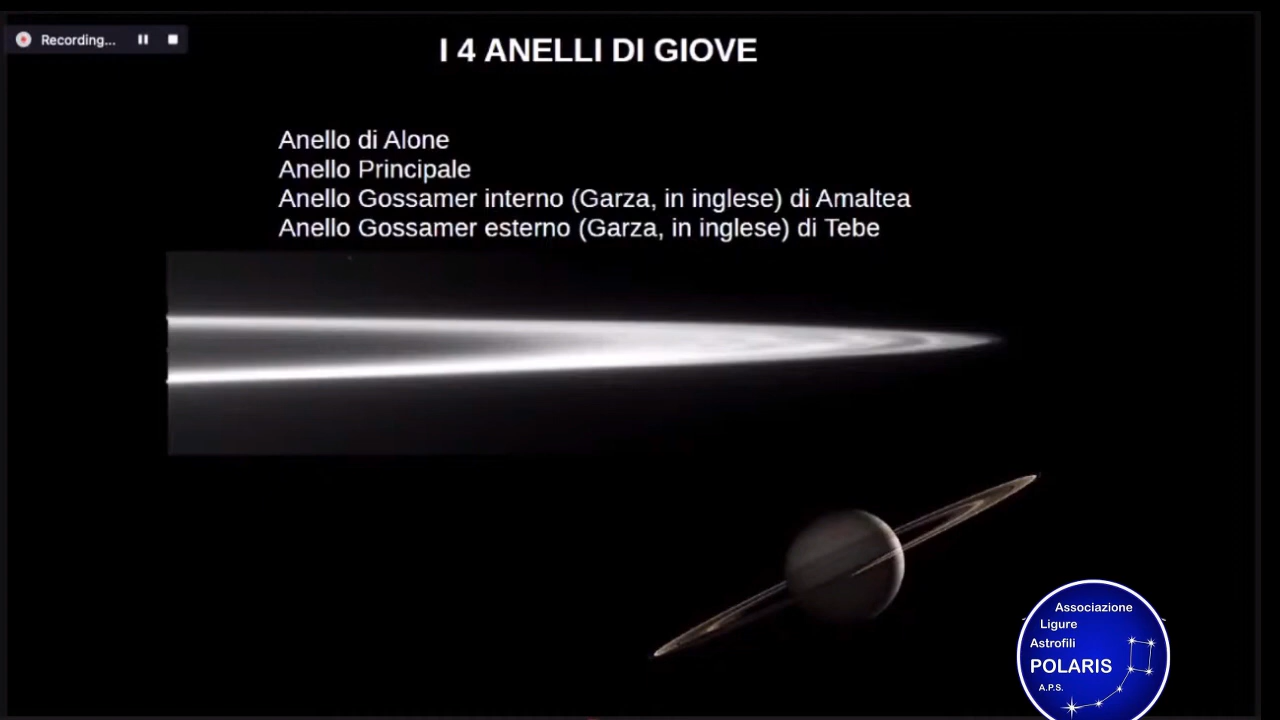 Recording...
I 4 ANELLI DI GIOVE
Anello di Alone
Anello Principale
Anello Gossamer interno (Garza, in inglese) di Amaltea
Anello Gossamer esterno (Garza, in inglese) di Tebe
Associazione
Ligure
Astrofili
POLARIS
A.P.S.